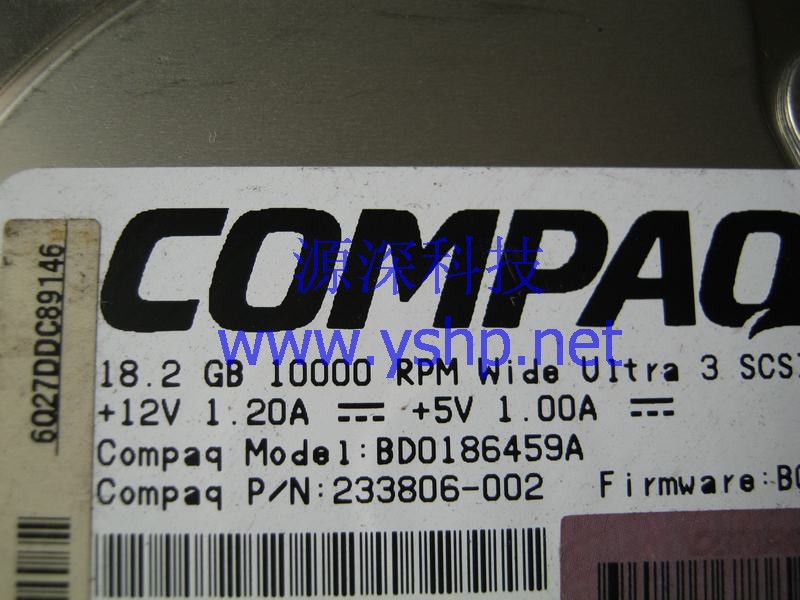 COMPAQ
源深科技
www.yshp.net
18.2 GB 10000 RPM Wide Ultra 3 SCSI
+12V 1.20A +5V 1.00A
Compaq Model:BD0186459A
Compaq P/N:233806-002 Firmware:
6Q27DDC89146